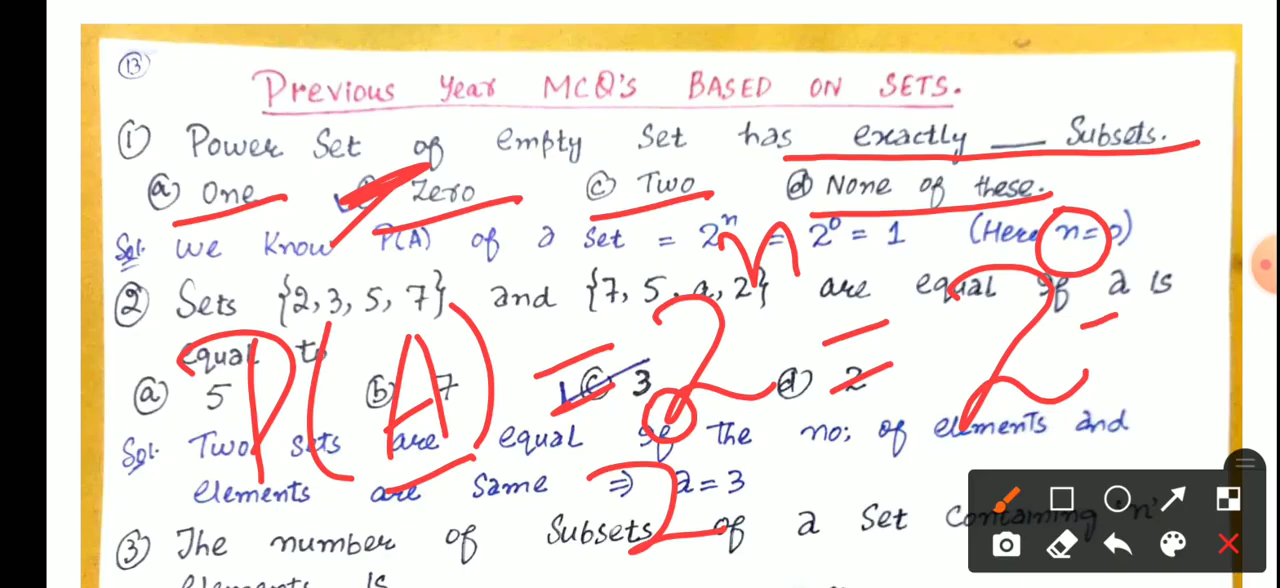 13
Previous Year MCQ's BASED ON SETS.
① Power Set of empty Set has exactly __ Subsets.
ⓐ One Zero ⓒ Two ⓓ None of these.
Sol. We Know P(A) of a set = 2ⁿ = 2⁰ = 1 (Here n=0)
② Sets {2, 3, 5, 7} and {7, 5, a, 2} are equal if a is
equal to
ⓐ 5 ⓑ 7 ⓒ 3 ⓓ 2
P(A) = 2ⁿ = 2
Sol. Two sets are equal if the no; of elements and
elements are same ⇒ a = 3
2
③ The number of Subsets of a Set containing 'n'
elements is